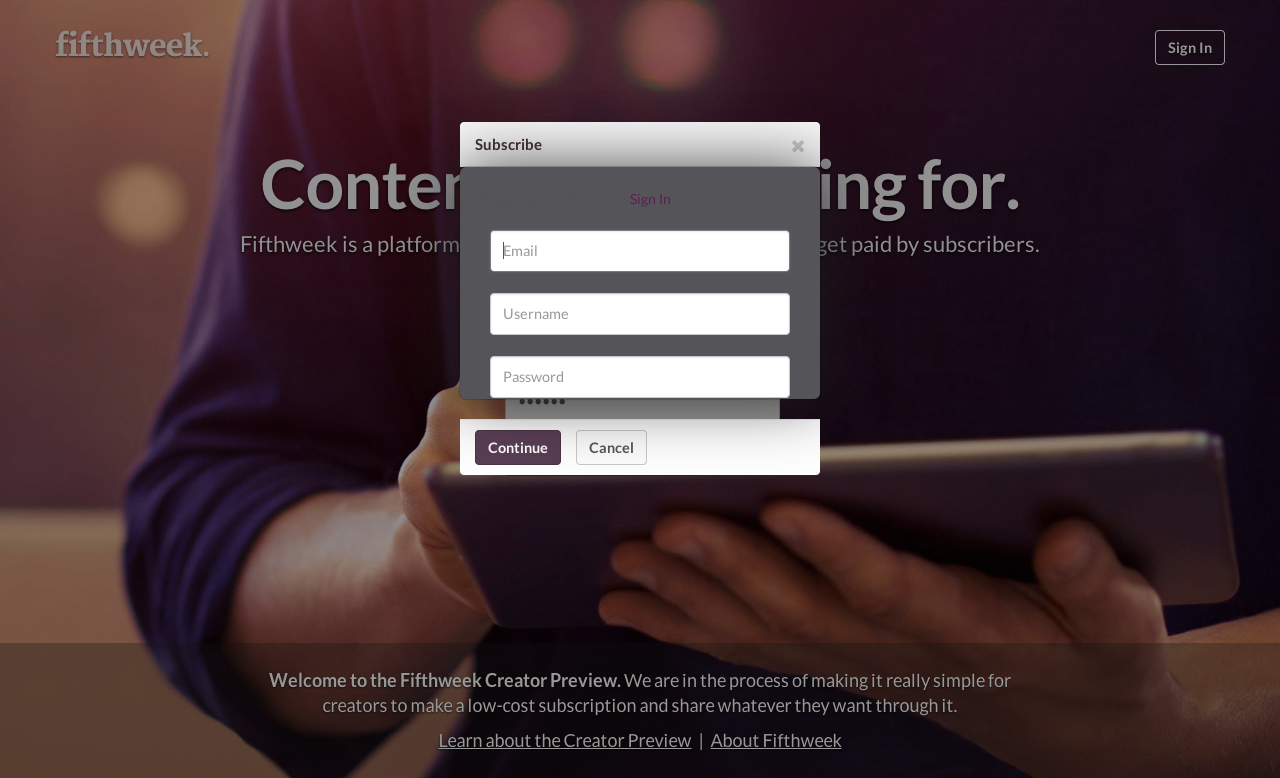 fifthweek.
Sign In
Subscribe
ing for.
Sign In
Fifthweek is a platform
get paid by subscribers.
Email
Username
Password
Continue
Cancel
Welcome to the Fifthweek Creator Preview. We are in the process of making it really simple for
creators to make a low-cost subscription and share whatever they want through it.
Learn about the Creator Preview | About Fifthweek